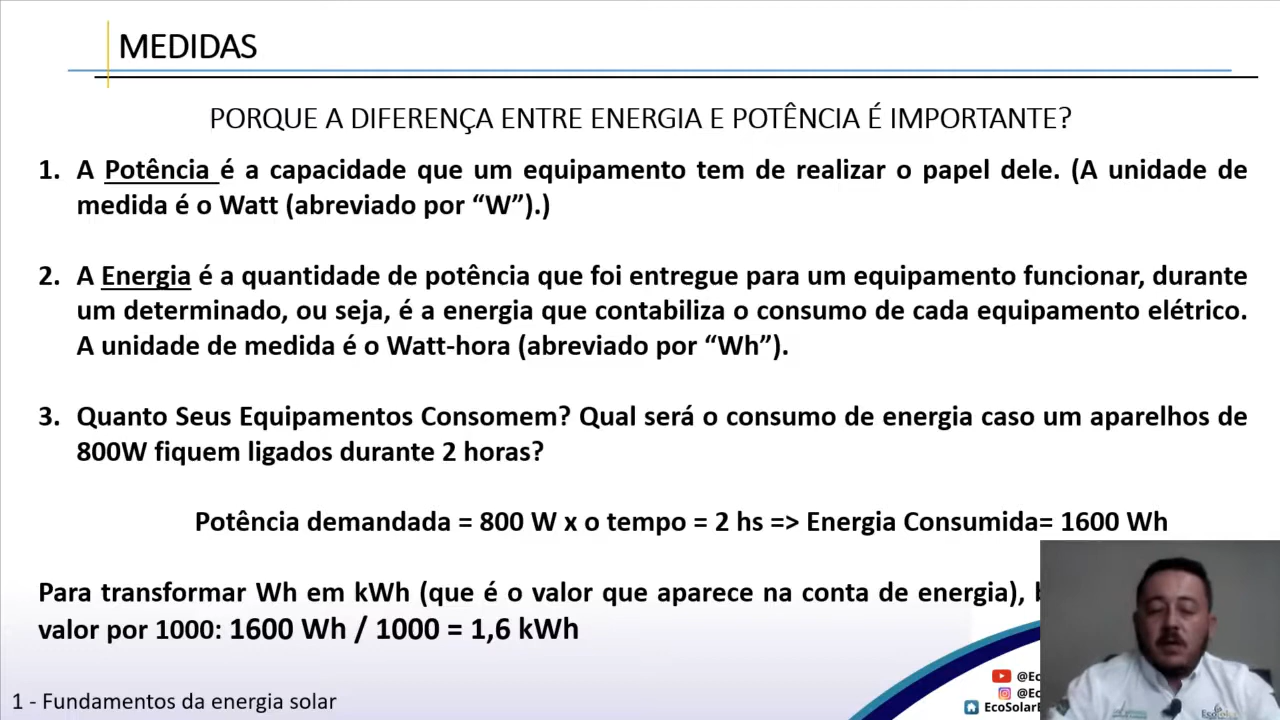 MEDIDAS
PORQUE A DIFERENÇA ENTRE ENERGIA E POTÊNCIA É IMPORTANTE?
1. A Potência é a capacidade que um equipamento tem de realizar o papel dele. (A unidade de
medida é o Watt (abreviado por “W”).)
2. A Energia é a quantidade de potência que foi entregue para um equipamento funcionar, durante
um determinado, ou seja, é a energia que contabiliza o consumo de cada equipamento elétrico.
A unidade de medida é o Watt-hora (abreviado por “Wh”).
3. Quanto Seus Equipamentos Consomem? Qual será o consumo de energia caso um aparelhos de
800W fiquem ligados durante 2 horas?
Potência demandada = 800 W x o tempo = 2 hs => Energia Consumida= 1600 Wh
Para transformar Wh em kWh (que é o valor que aparece na conta de energia),
valor por 1000: 1600 Wh / 1000 = 1,6 kWh
1 - Fundamentos da energia solar